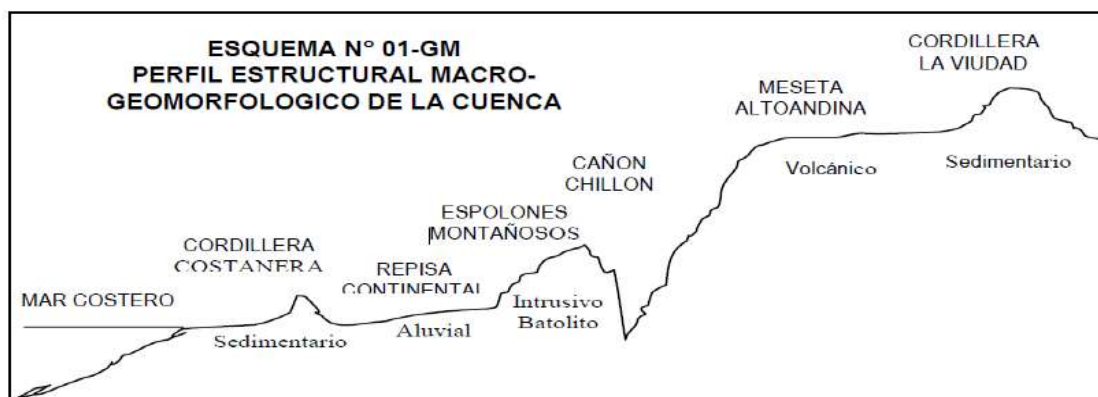 ESQUEMA N° 01-GM
PERFIL ESTRUCTURAL MACRO-
GEOMORFOLOGICO DE LA CUENCA
CORDILLERA
LA VIUDAD
MESETA
ALTOANDINA
Volcánico
Sedimentario
CAÑON
CHILLON
ESPOLONES
MONTAÑOSOS
CORDILLERA
COSTANERA
REPISA
CONTINENTAL
MAR COSTERO
Intrusivo
Batolito
Aluvial
Sedimentario